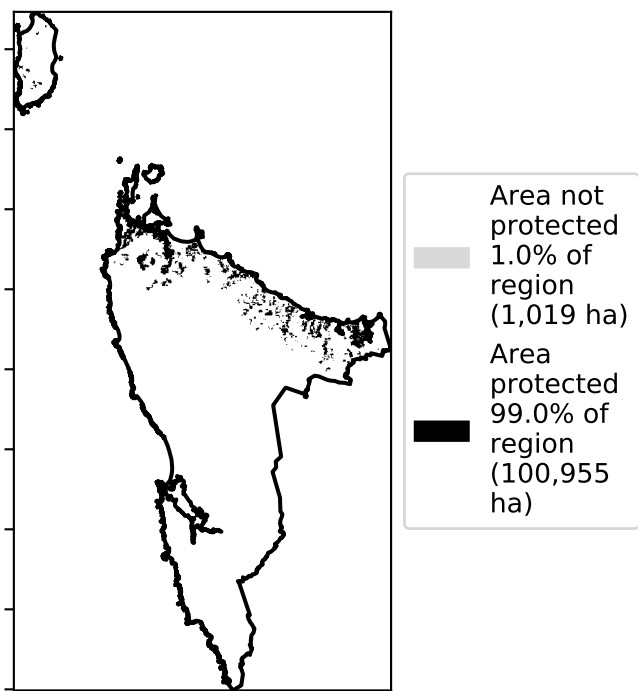 Area not
protected
1.0% of
region
(1,019 ha)
Area
protected
99.0% of
region
(100,955
ha)